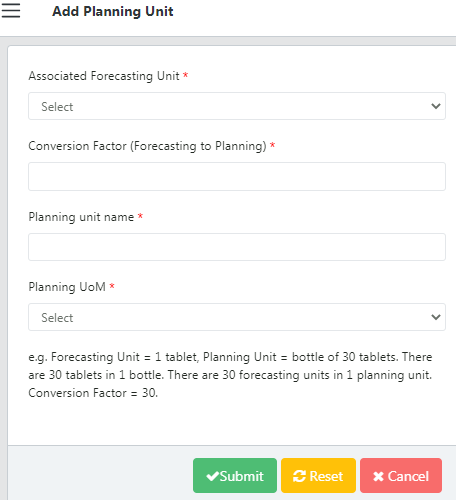 Add Planning Unit
Associated Forecasting Unit *
Select
Conversion Factor (Forecasting to Planning) *
Planning unit name *
Planning UoM *
Select
e.g. Forecasting Unit = 1 tablet, Planning Unit = bottle of 30 tablets. There
are 30 tablets in 1 bottle. There are 30 forecasting units in 1 planning unit.
Conversion Factor = 30.
Submit Reset Cancel